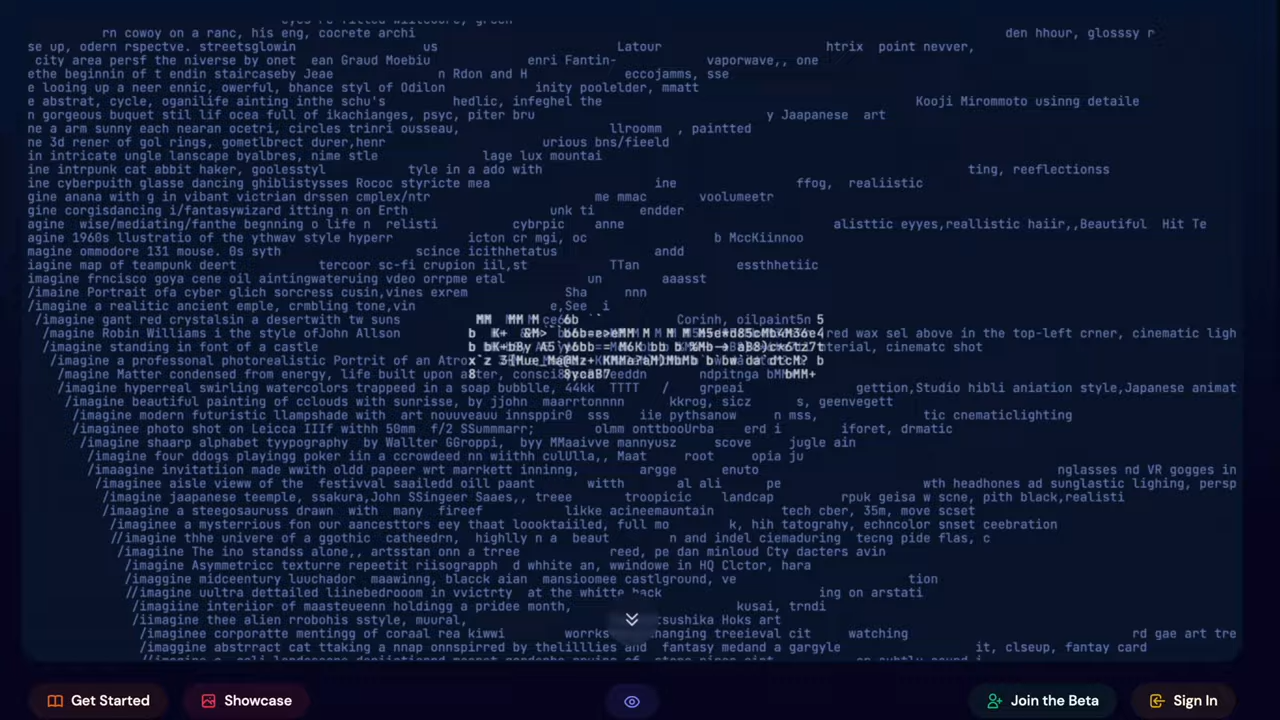 rn cowoy on a ranc, his eng, cocrete archi den hhour, glosssy r
se up, odern rspectve. streetsglowin us Latour htrix point nevver,
city area persf the niverse by onet ean Graud Moebiu enri Fantin- vaporwave,, one
ethe beginnin of t endin staircaseby Jeae n Rdon and H eccojamms, sse
e looing up a neer ennic, owerful, bhance styl of Odilon inity poolelder, mmatt
e abstrat, cycle, oganilife ainting inthe schu's hedlic, infeghel the Kooji Mirommoto usinng detaile
n gorgeous buquet stil lif ocea full of ikachianges, psyc, piter bru y Jaapanese art
ne a arm sunny each nearan ocetri, circles trinri ousseau, llroomm , paintted
ne 3d rener of gol rings, gometlbrect durer,henr urious bns/fieeld
in intricate ungle lanscape byalbres, nime stle lage lux mountai
ine intrpunk cat abbit haker, goolesstyl tyle in a ado with ting, reeflectionss
ine cyberpuith glasse dancing ghiblistysses Rococ styricte mea ine ffog, realiistic
gine anana with g in vibant victrian drssen cmplex/ntr me mmac voolumeetr
gine corgisdancing i/fantasywizard itting n on Erth unk ti endder
agine wise/mediating/fanthe begnning o life n relisti cybrpic anne alisttic eyyes,reallistic haiir,,Beautiful Hit Te
agine 1960s llustratio of the ythwav style hyperr icton cr mgi, oc b MccKiinnoo
magine ommodore 131 mouse. 0s syth scince icithhetatus andd
iagine map of teampunk deert tercoor sc-fi crupion iil,st TTan essthhetiic
imagine frncisco goya cene oil aintingwateruing vdeo orrpme etal un aaasst
/imaine Portrait ofa cyber glich sorcress cusin,vines exrem Sha nnn
/imagine a realistic ancient emple, crmbling tone,vin e,See i
/imagine gant red crystalsin a desertwith tw suns Corinh, oilpaint5n 5
/imagine Robin Williams i the style ofJohn Allson red wax sel above in the top-left crner, cinematic ligh
/imagine standing in font of a castle cinematc shot
/imagine a professonal photorealistic Portrait of an
/magine Matter condensed from energy, life built upon
/imagine hyperreal swirling watercolors trapped in a soap bubblle, 44kk TTTT / grpeai gettion,Studio hibli aniation style,Japanese animat
/imagine beautiful painting of cclouds with sunrisse, by jjohn maarrtonnnn kkrog, sicz s, geenvegett
/imagine modern futuristic llampshade with art nouuveauu innsppir0 sss iie pythsanow n mss, tic cnematiclighting
/imaginee photo shot on Leicca IIIf withh 50mm f/2 SSummarr; olmm onttbooUrba erd i iforet, drmatic
/imagine shaarp alphabet tyypography by Wallter GGroppi, byy MMaaivve mannyusz scove jugle ain
/imagine four ddogs playingg poker iin a ccrowdeed nn wiithh culUlla,, Maat root opia ju
/imaagine invitatiion made wwith oldd papeer wrt marrkett inninng, argge enuto nglasses nd VR gogges in
/imaginee aisle vieww of the festivval saailedd oill paant witth al ali pe wth headphones ad sunglastic lighing, persp
/imagine jaapanese teemple, ssakura,John SSingeer Saaes,, treee troopicic landcap rpuk geisa w scne, pith black,realisti
/imaagine a steegosauruss drawn with many fireef likke acineemountain tech cber, 35m, move scset
/imaginee a mysterious fon our aancesttors eey thaat loooktaiiled, full mo k, hih tatograhy, echncolor snset ceebration
//imagine thhe univere of a ggothic catheedrn, highlly n a beaut n and indel ciemaduring tecng pide flas, c
/imagine The ino standss alone,, artsstan onn a trree reed, pe dan minloud Cty dacters avin
/imagine Asymmetricc texturre repeetit riisograpph d whhite an, wwindowe in HQ Clctor, hara
/imaggine midceentury luuchador maawinng, blacck aian mansioomee castlground, ve tion
//imagine uultra dettailed liinebedrooom in vvictrty at the whitte back ing on arstati
/imagine interiior of maasteueenn holdingg a pridee month, kusai, trndi
/iimagine thee alien rrobohis sstyle, muural, tsushika Hoks art
/imaginee corporatte mentingg of coraal rea kiwwi worrks hanging treeieval cit watching rd gae art tre
/imaggine abstrract cat ttaking a nnap onnspirred by thelilllies and fantasy medand a gargyle it, clseup, fantay card
Get Started Showcase Join the Beta Sign In